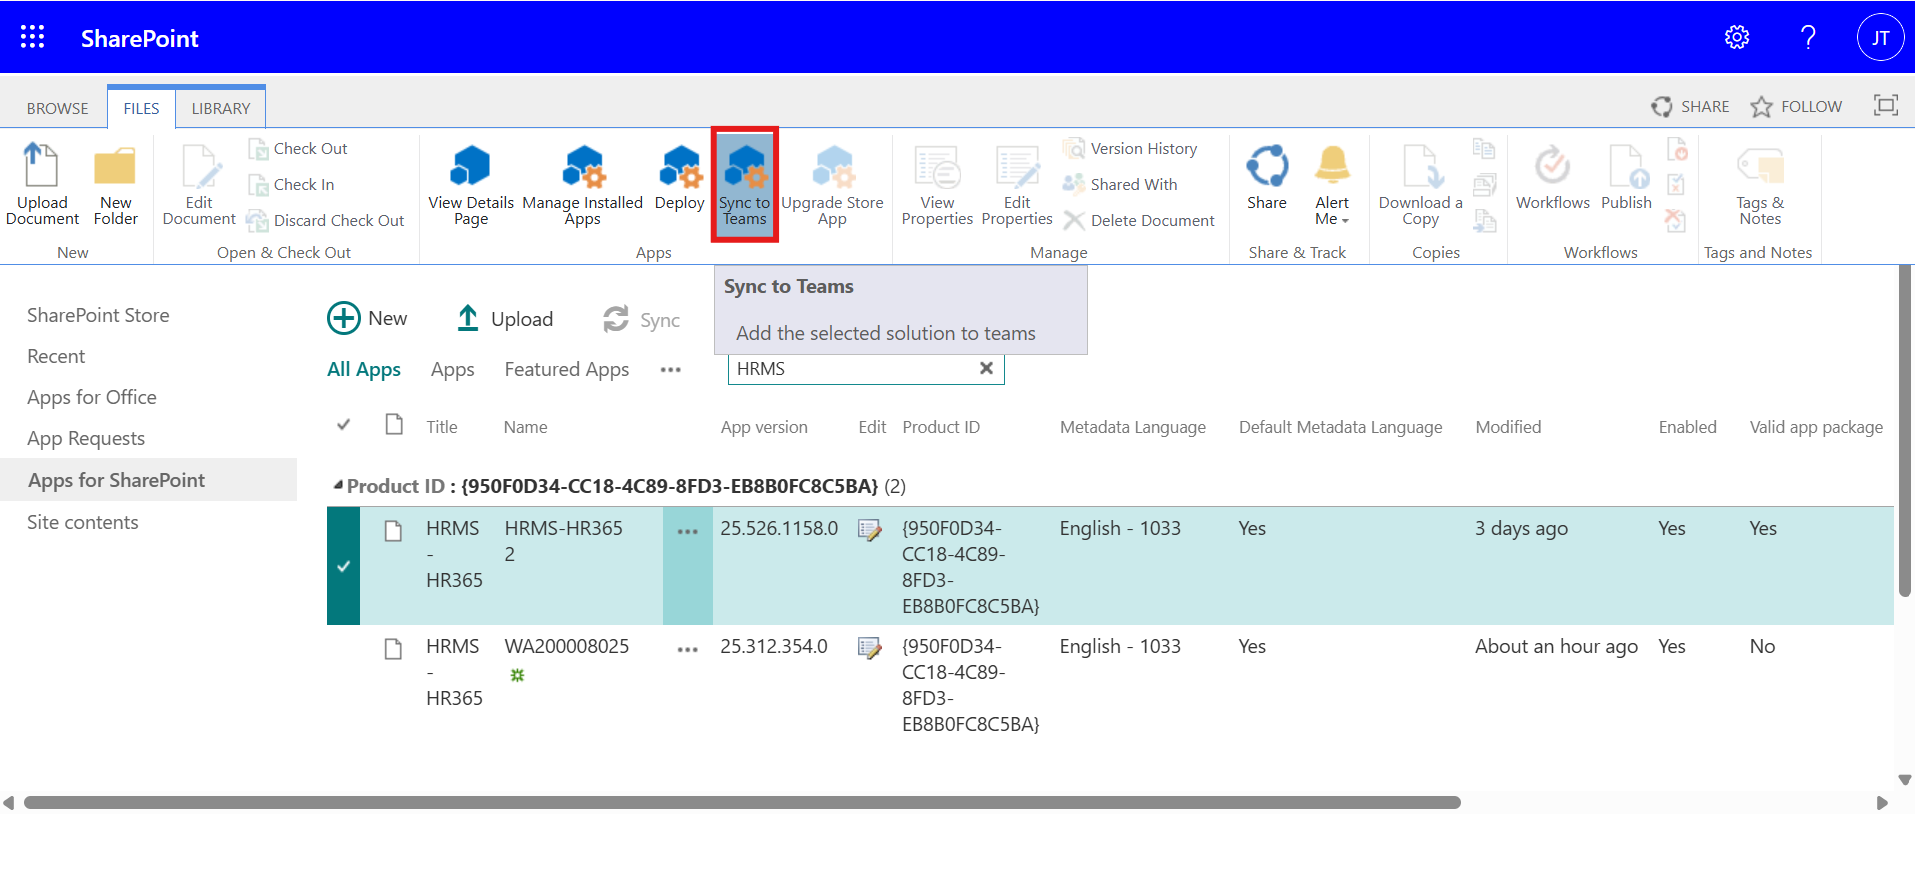 SharePoint
JT
BROWSE
FILES
LIBRARY
SHARE
FOLLOW
Upload Document
New Folder
New
Edit Document
Check Out
Check In
Discard Check Out
Open & Check Out
View Details Page
Manage Installed Apps
Deploy
Sync to Teams
Upgrade Store App
Apps
View Properties
Edit Properties
Version History
Shared With
Delete Document
Manage
Share
Alert Me
Share & Track
Download a Copy
Copies
Workflows
Publish
Workflows
Tags & Notes
Tags and Notes
Sync to Teams
Add the selected solution to teams
SharePoint Store
Recent
Apps for Office
App Requests
Apps for SharePoint
Site contents
New
Upload
Sync
All Apps
Apps
Featured Apps
HRMS
Title Name App version Edit Product ID Metadata Language Default Metadata Language Modified Enabled Valid app package
Product ID : {950F0D34-CC18-4C89-8FD3-EB8B0FC8C5BA} (2)
HRMS - HR365
HRMS-HR365 2
25.526.1158.0
{950F0D34-CC18-4C89-8FD3-EB8B0FC8C5BA}
English - 1033
Yes
3 days ago
Yes
Yes
HRMS - HR365
WA200008025
25.312.354.0
{950F0D34-CC18-4C89-8FD3-EB8B0FC8C5BA}
English - 1033
Yes
About an hour ago
Yes
No